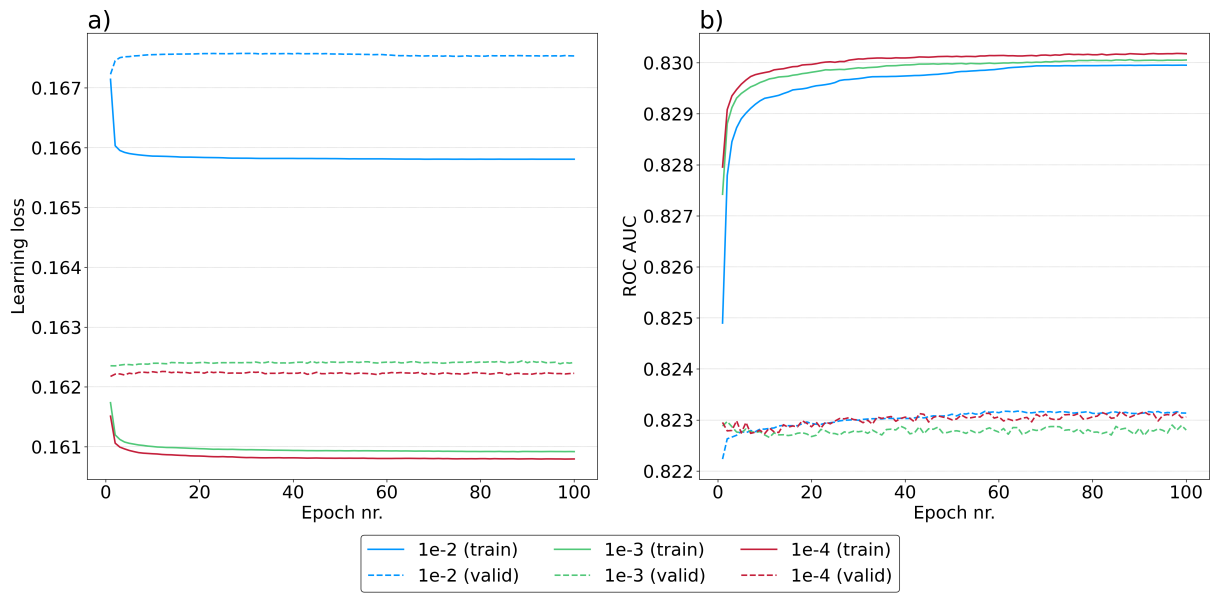 a)
0.167
0.166
0.165
0.164
0.163
0.162
0.161
Learning loss
0 20 40 60 80 100
Epoch nr.
b)
0.830
0.829
0.828
0.827
0.826
0.825
0.824
0.823
0.822
ROC AUC
0 20 40 60 80 100
Epoch nr.
1e-2 (train) 1e-3 (train) 1e-4 (train)
1e-2 (valid) 1e-3 (valid) 1e-4 (valid)